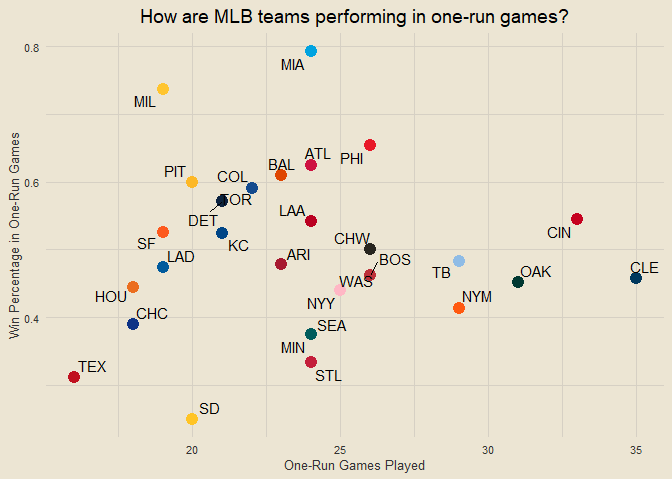 How are MLB teams performing in one-run games?
0.8
MIA
MIL
ATL
PHI
BAL
PIT
COL
0.6
TOR
DET
LAA
CIN
CHW
SF
KC
LAD
ARI
BOS
TB
OAK
CLE
WAS
HOU
NYY
NYM
CHC
SEA
0.4
MIN
TEX
STL
SD
20
25
30
35
One-Run Games Played
Win Percentage in One-Run Games